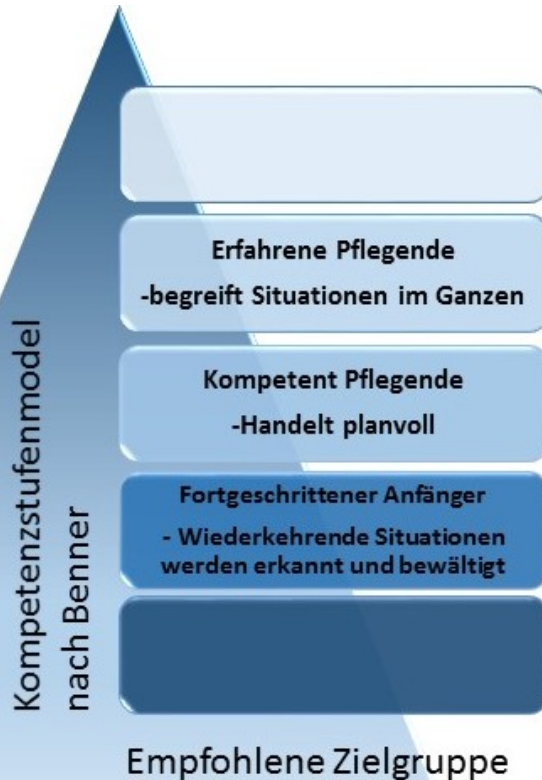 Erfahrene Pflegende
-begreift Situationen im Ganzen
Kompetent Pflegende
-Handelt planvoll
Fortgeschrittener Anfänger
- Wiederkehrende Situationen
werden erkannt und bewältigt
Kompetenzstufenmodel
nach Benner
Empfohlene Zielgruppe